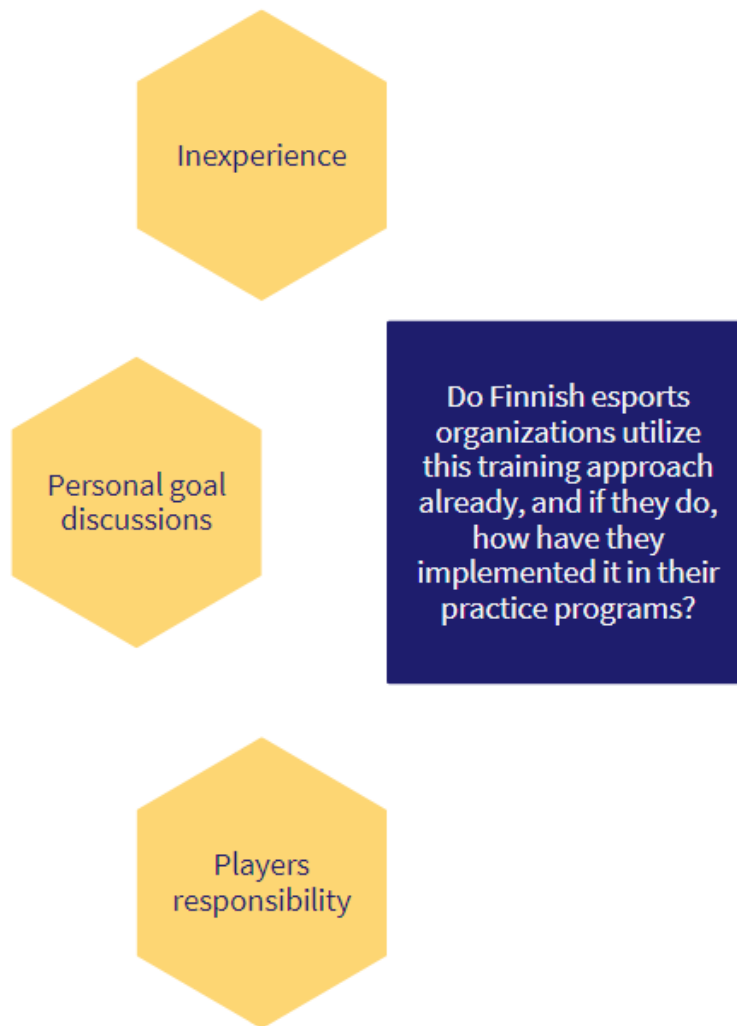 Inexperience
Personal goal
discussions
Do Finnish esports
organizations utilize
this training approach
already, and if they do,
how have they
implemented it in their
practice programs?
Players
responsibility